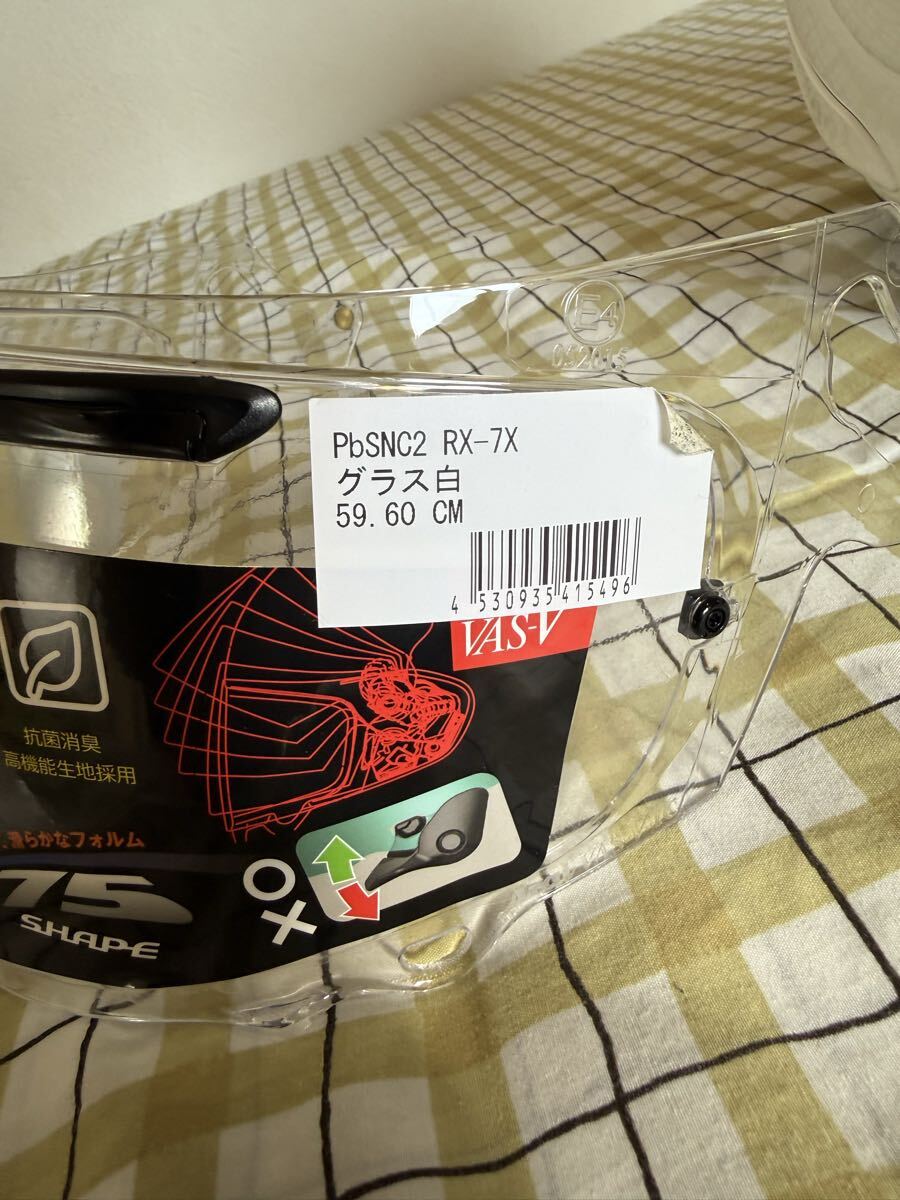 E4
PbSNC2 RX-7X
グラス白
59.60 CM
4 530935 415496
VAS-V
抗菌消臭
高機能生地採用
滑らかなフォルム
75
SHAPE